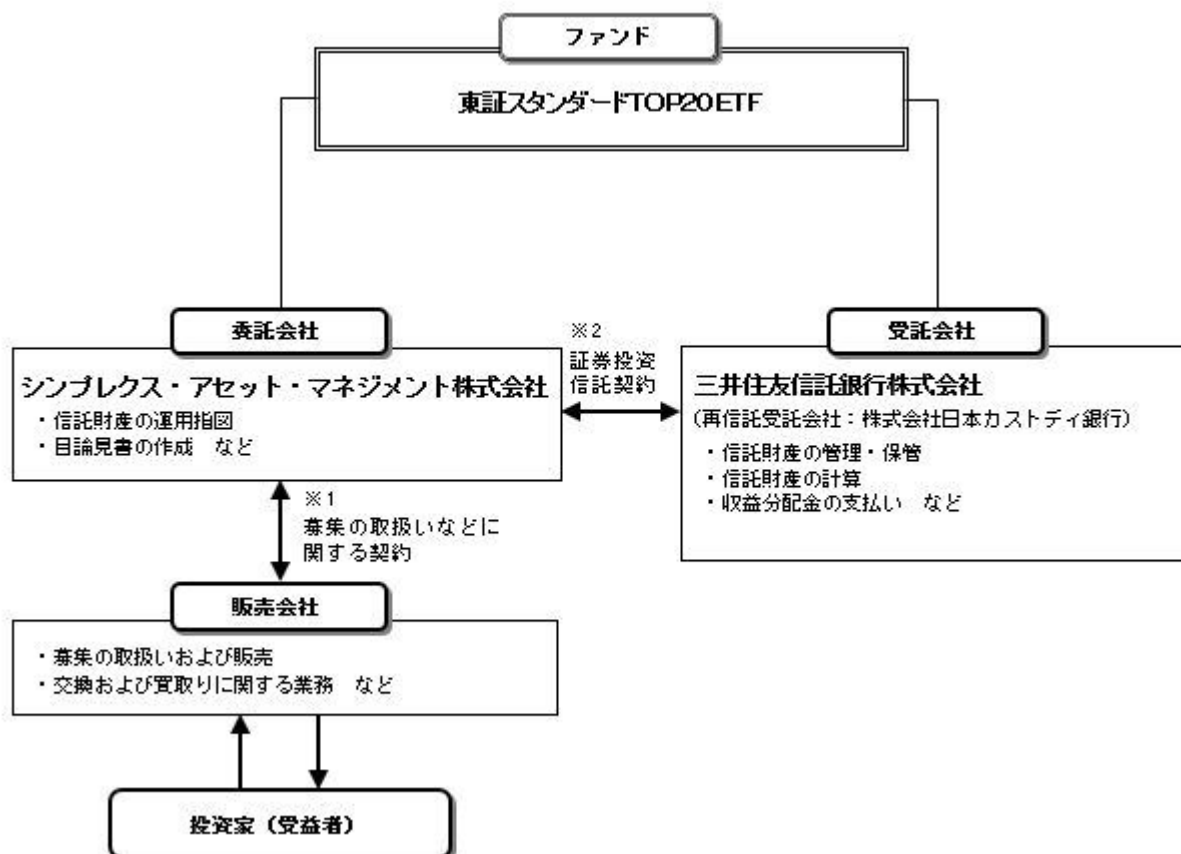 ファンド
東証スタンダードTOP20ETF
委託会社
シンプレクス・アセット・マネジメント株式会社
・信託財産の運用指図
・目論見書の作成　など
※2
証券投資
信託契約
受託会社
三井住友信託銀行株式会社
(再信託受託会社：株式会社日本カストディ銀行)
・信託財産の管理・保管
・信託財産の計算
・収益分配金の支払い　など
※1
募集の取扱いなどに
関する契約
販売会社
・募集の取扱いおよび販売
・交換および買取りに関する業務　など
投資家（受益者）